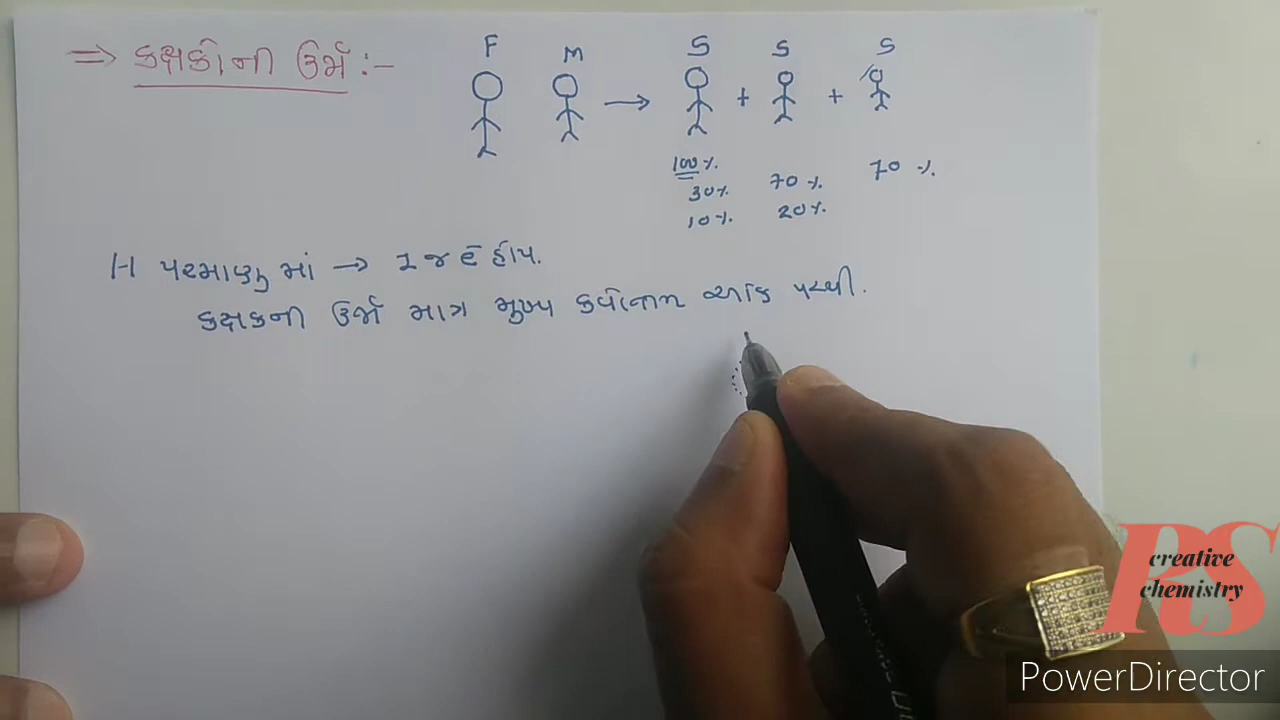 ⇒ કક્ષકોની ઉર્જા :-
F M → S + S + S
100% 70% 70%
30% 20%
10%
H પરમાણુ માં → 1 જ e⁻ હોય.
કક્ષકની ઉર્જા માત્ર મુખ્ય ક્વોન્ટમ આંક પરથી.
RS
creative
chemistry
PowerDirector